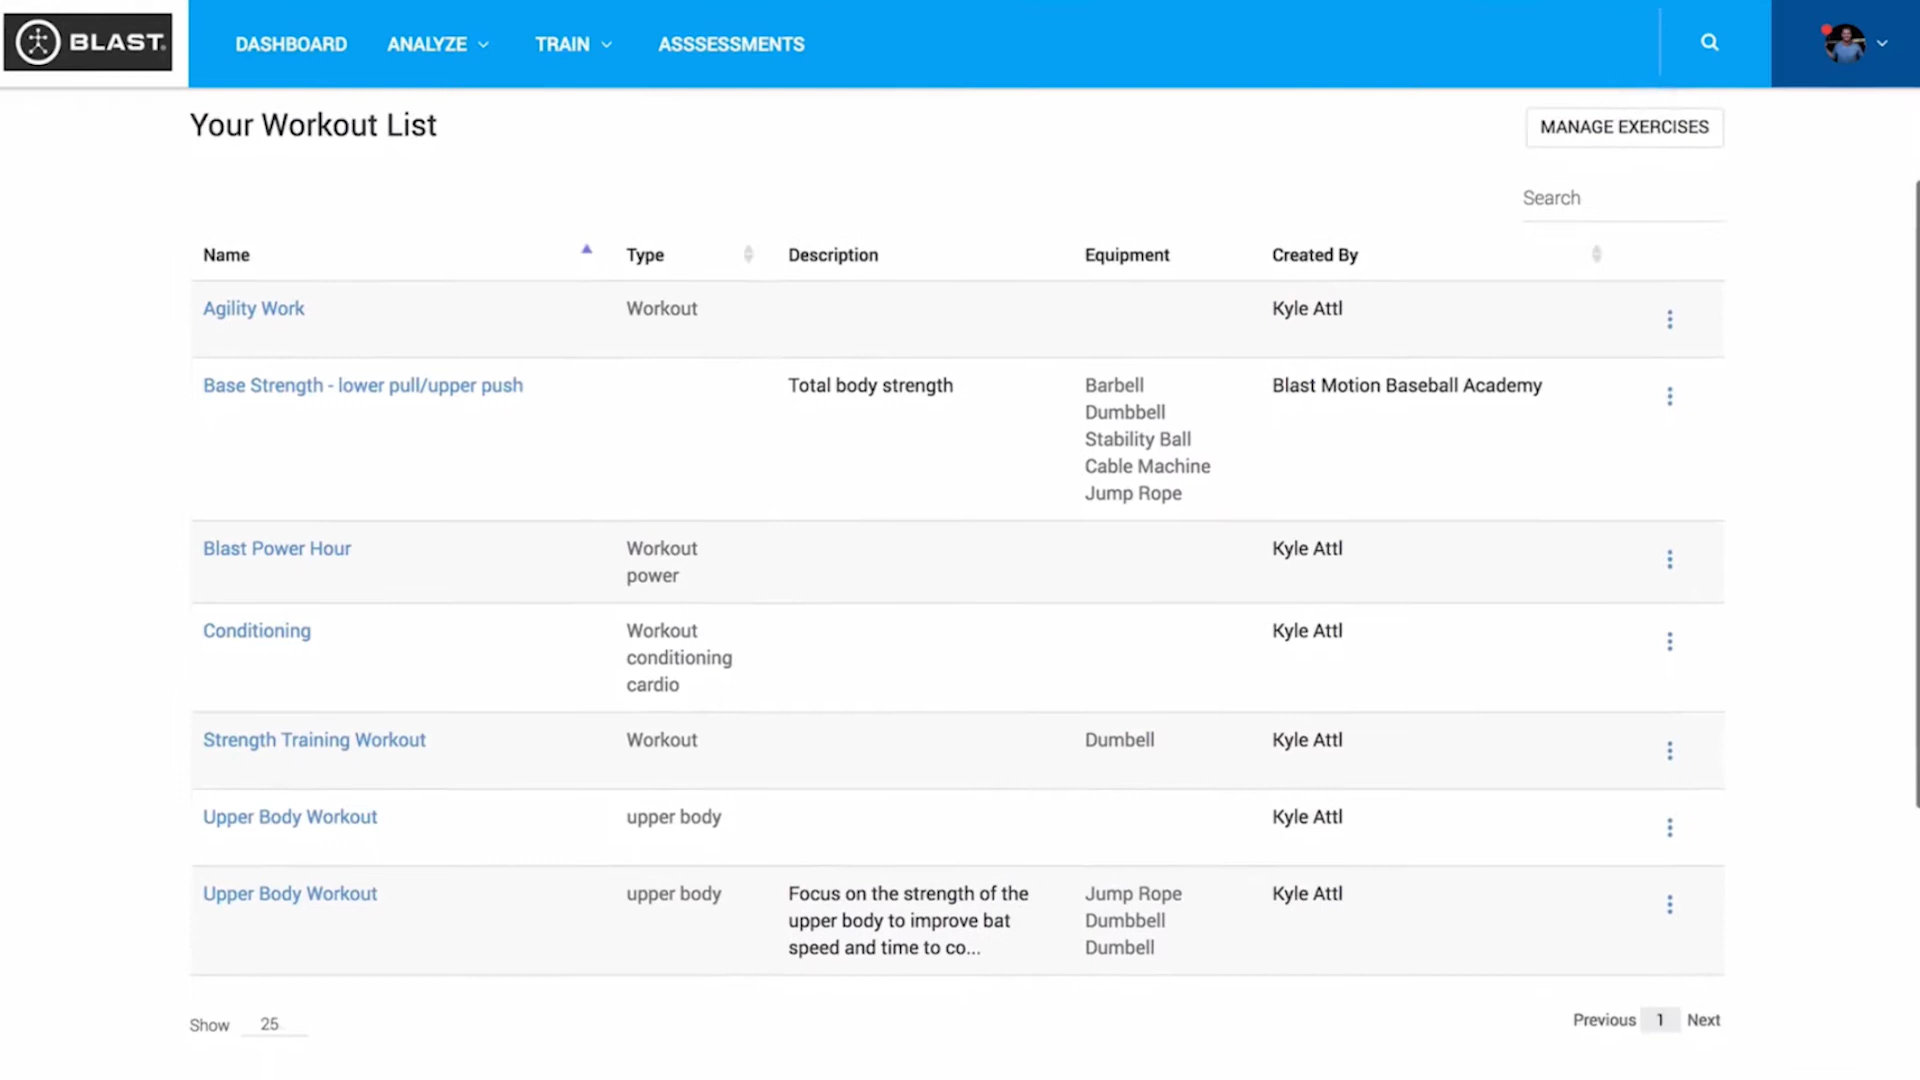 BLAST.
DASHBOARD ANALYZE TRAIN ASSSESSMENTS
Your Workout List
MANAGE EXERCISES
Search
Name Type Description Equipment Created By
Agility Work Workout Kyle Attl
Base Strength - lower pull/upper push Total body strength Barbell Blast Motion Baseball Academy
Dumbbell
Stability Ball
Cable Machine
Jump Rope
Blast Power Hour Workout Kyle Attl
power
Conditioning Workout Kyle Attl
conditioning
cardio
Strength Training Workout Workout Dumbell Kyle Attl
Upper Body Workout upper body Kyle Attl
Upper Body Workout upper body Focus on the strength of the Jump Rope Kyle Attl
upper body to improve bat Dumbbell
speed and time to co... Dumbell
Show 25 Previous 1 Next